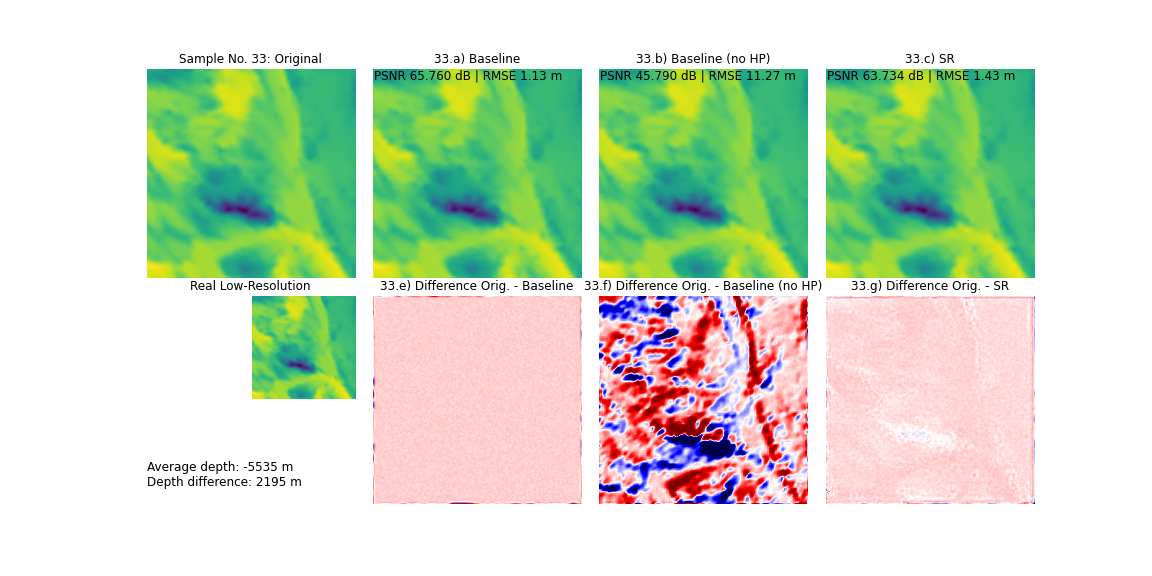 Sample No. 33: Original
33.a) Baseline
33.b) Baseline (no HP)
33.c) SR
PSNR 65.760 dB | RMSE 1.13 m
PSNR 45.790 dB | RMSE 11.27 m
PSNR 63.734 dB | RMSE 1.43 m
Real Low-Resolution
33.e) Difference Orig. - Baseline
33.f) Difference Orig. - Baseline (no HP)
33.g) Difference Orig. - SR
Average depth: -5535 m
Depth difference: 2195 m